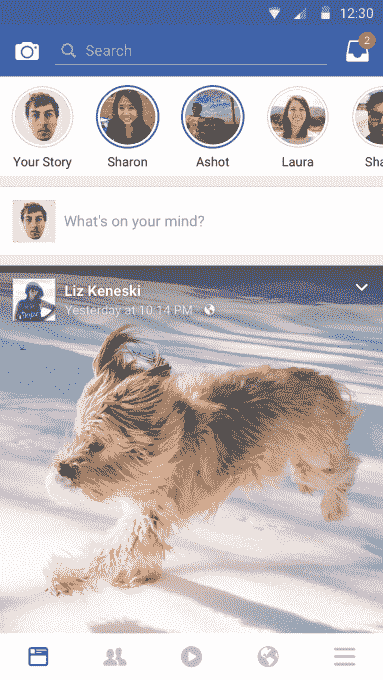 12:30
Search
2
Your Story
Sharon
Ashot
Laura
Sha
What's on your mind?
Liz Keneski
Yesterday at 10:14 PM